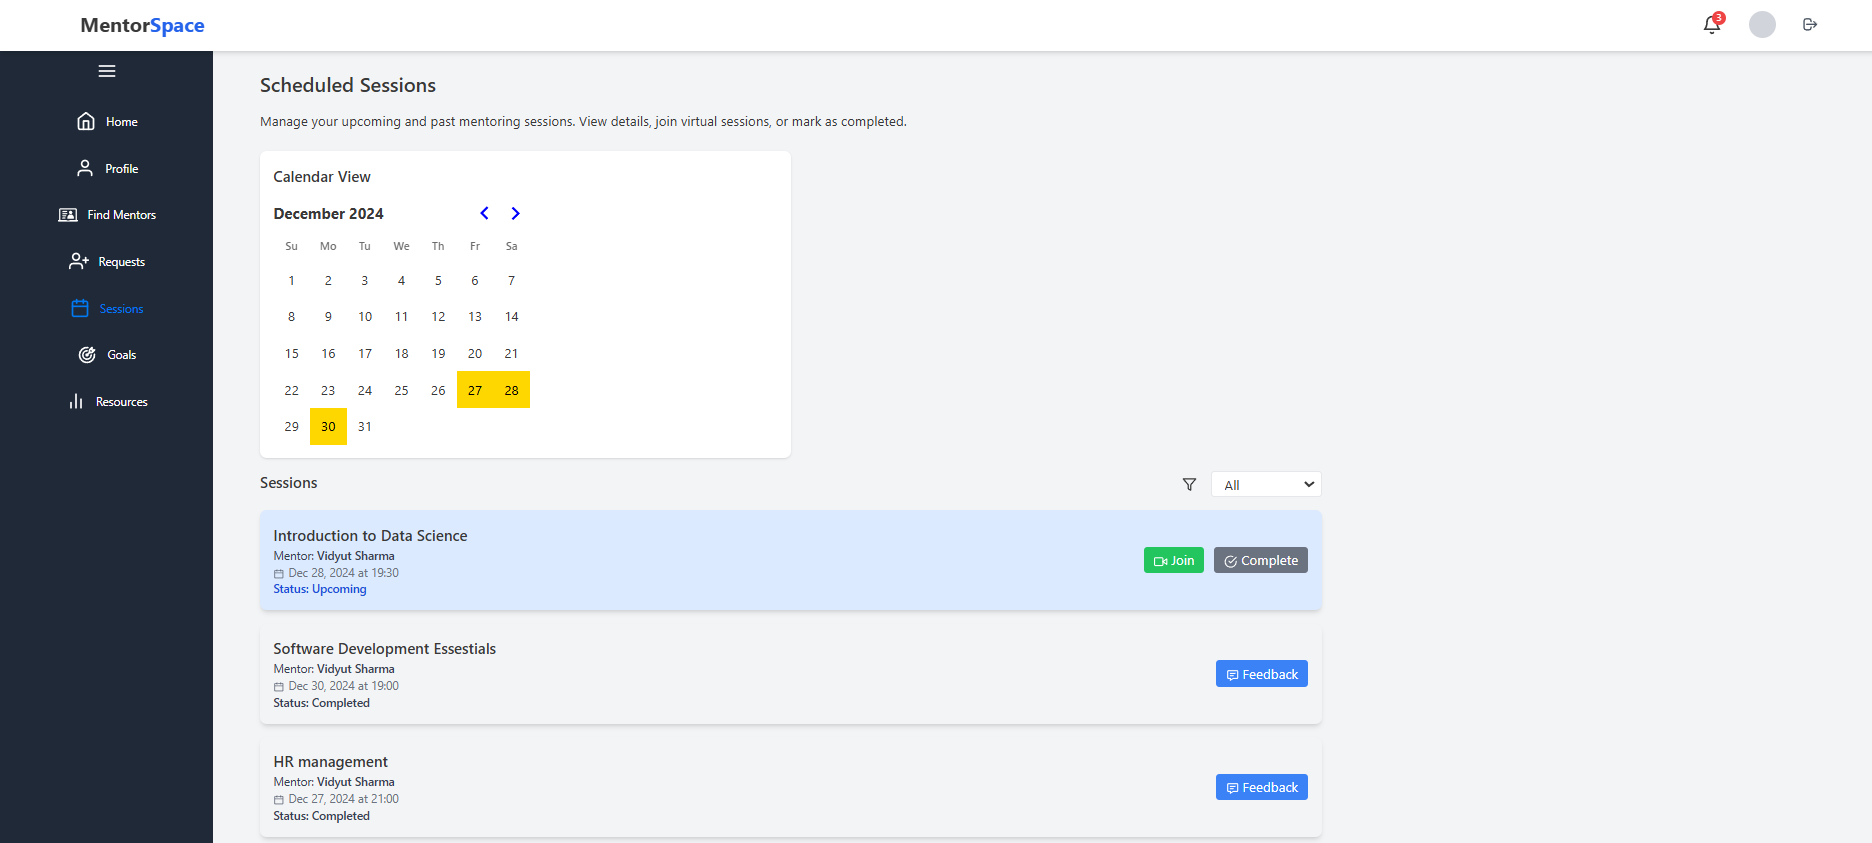 MentorSpace
3
Home
Profile
Find Mentors
Requests
Sessions
Goals
Resources
Scheduled Sessions
Manage your upcoming and past mentoring sessions. View details, join virtual sessions, or mark as completed.
Calendar View
December 2024
Su Mo Tu We Th Fr Sa
1 2 3 4 5 6 7
8 9 10 11 12 13 14
15 16 17 18 19 20 21
22 23 24 25 26 27 28
29 30 31
Sessions
All
Introduction to Data Science
Mentor: Vidyut Sharma
Dec 28, 2024 at 19:30
Status: Upcoming
Join Complete
Software Development Essestials
Mentor: Vidyut Sharma
Dec 30, 2024 at 19:00
Status: Completed
Feedback
HR management
Mentor: Vidyut Sharma
Dec 27, 2024 at 21:00
Status: Completed
Feedback